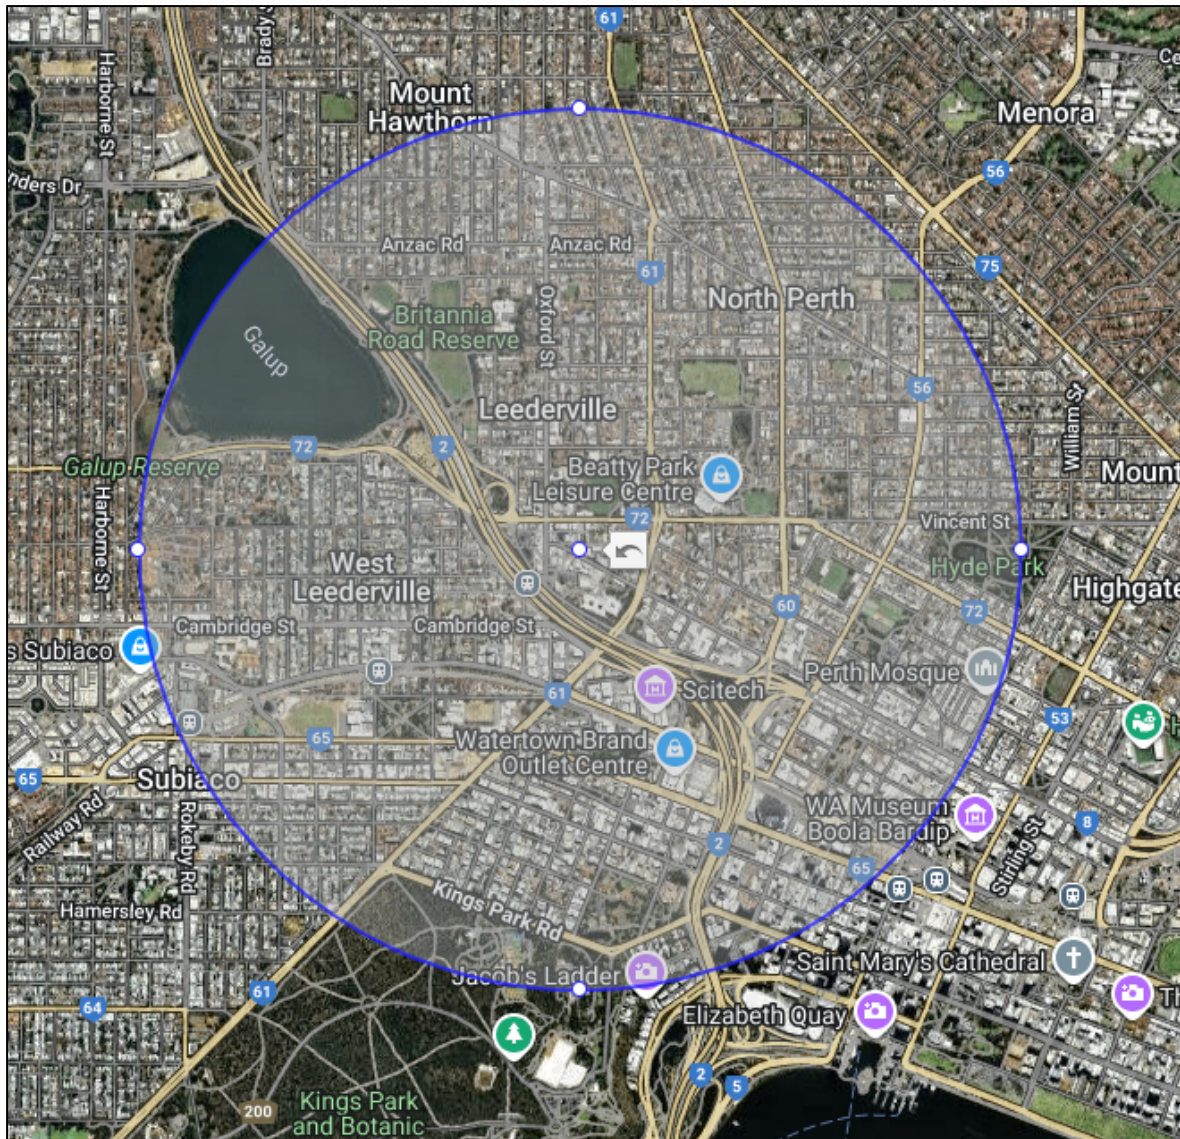 61
Brady S
Ce
Harborne St
Mount
Hawthorn
Menora
nders Dr
56
Anzac Rd
Anzac Rd
61
75
North Perth
Oxford St
Britannia
Road Reserve
Galup
56
Leederville
William St
72
2
Galup Reserve
Beatty Park
Leisure Centre
Mount
Harborne St
72
Vincent St
West
Leederville
Hyde Park
Highgate
60
72
Cambridge St
Cambridge St
s Subiaco
Perth Mosque
Scitech
61
53
H
65
Watertown Brand
Outlet Centre
65
Subiaco
WA Museum
Boola Bardip
8
Railway Rd
Rokeby Rd
2
65
Stirling St
Hamersley Rd
Kings Park Rd
Saint Mary's Cathedral
Jacob's Ladder
61
Th
64
Elizabeth Quay
2
5
200
Kings Park
and Botanic